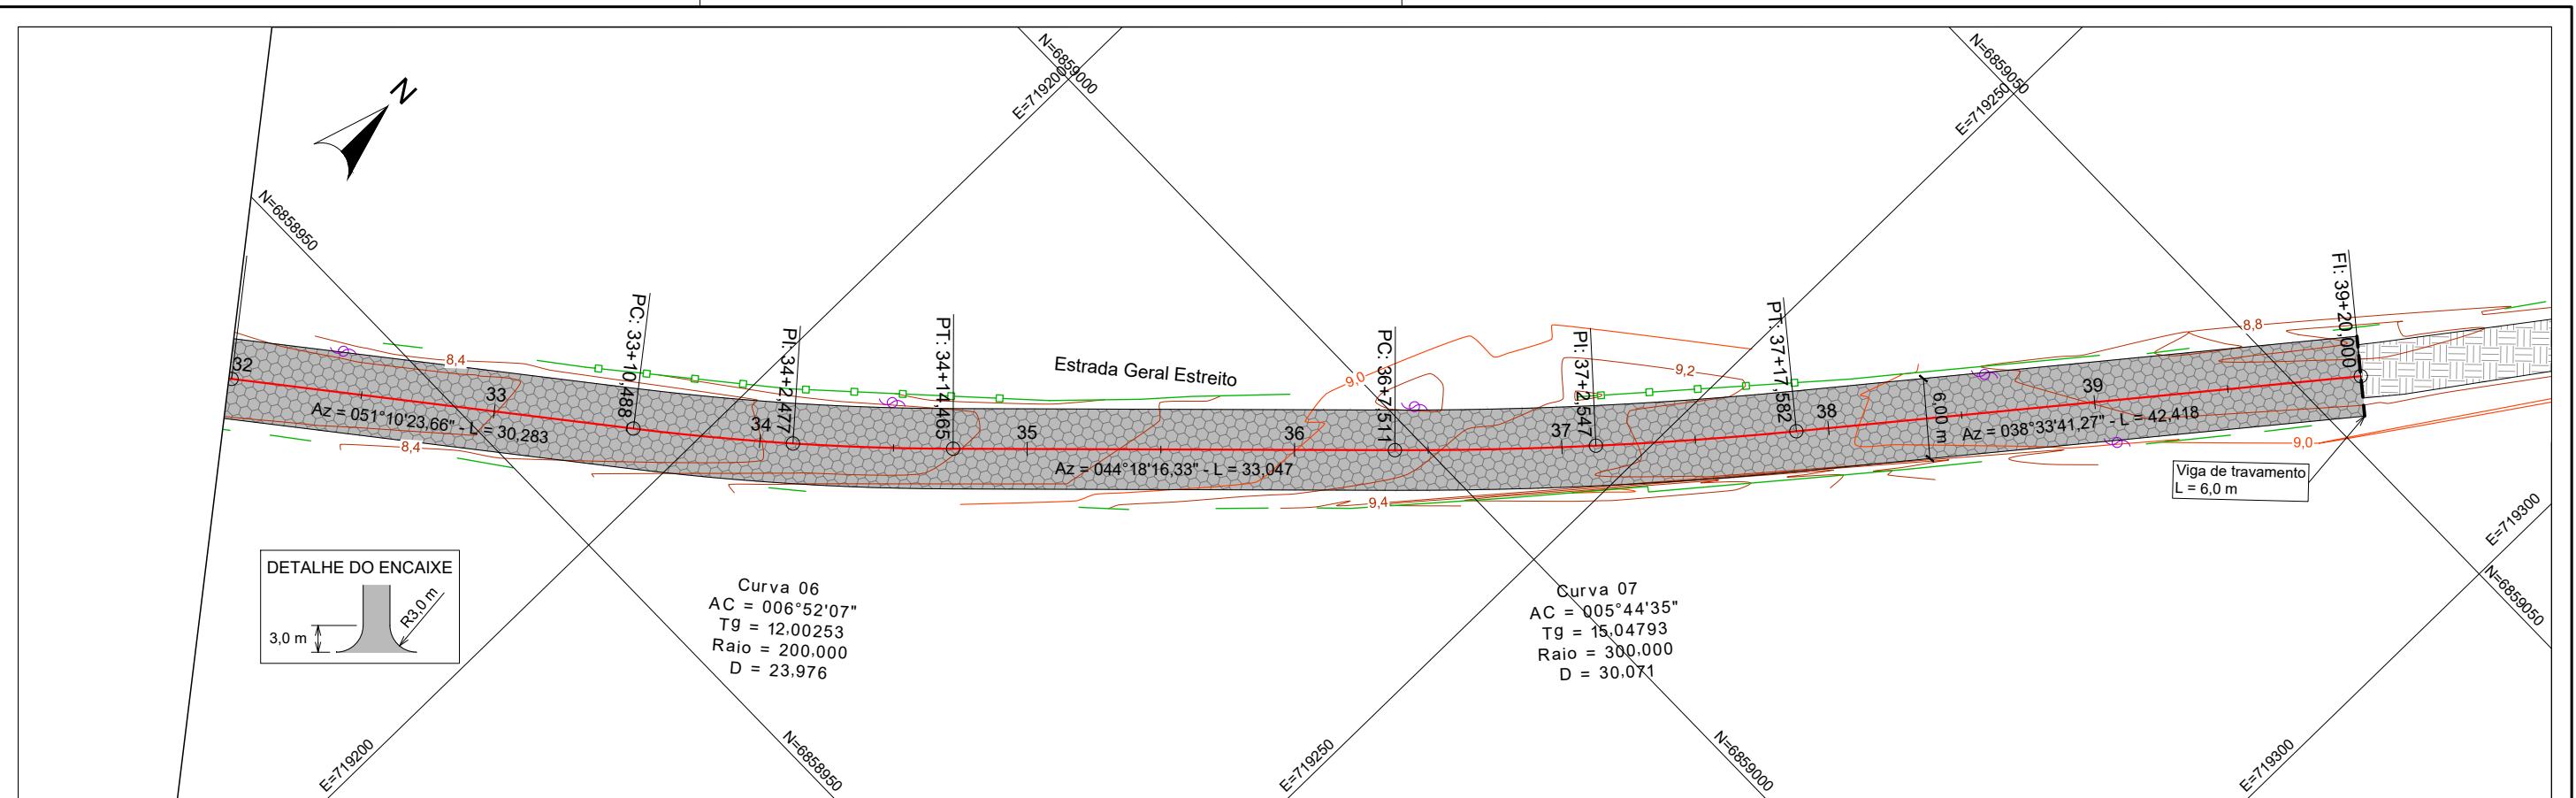 N=6859000
N=6859050
E=719200
E=719250
N
N=6858950
FI: 39+20,000
PC: 33+10,488
PI: 34+2,477
PT: 34+14,465
PC: 36+7,511
PI: 37+2,547
PT: 37+17,582
8,8
8,4
Estrada Geral Estreito
9,0
9,2
32
33
34
35
36
37
38
39
6,00 m
Az = 051°10'23,66" - L = 30,283
Az = 044°18'16,33" - L = 33,047
Az = 038°33'41,27" - L = 42,418
8,4
9,4
9,0
Viga de travamento
L = 6,0 m
E=719300
DETALHE DO ENCAIXE
R3,0 m
3,0 m
Curva 06
AC = 006°52'07"
Tg = 12,00253
Raio = 200,000
D = 23,976
Curva 07
AC = 005°44'35"
Tg = 15,04793
Raio = 300,000
D = 30,071
N=6859050
E=719200
N=6858950
E=719250
N=6859000
E=719300